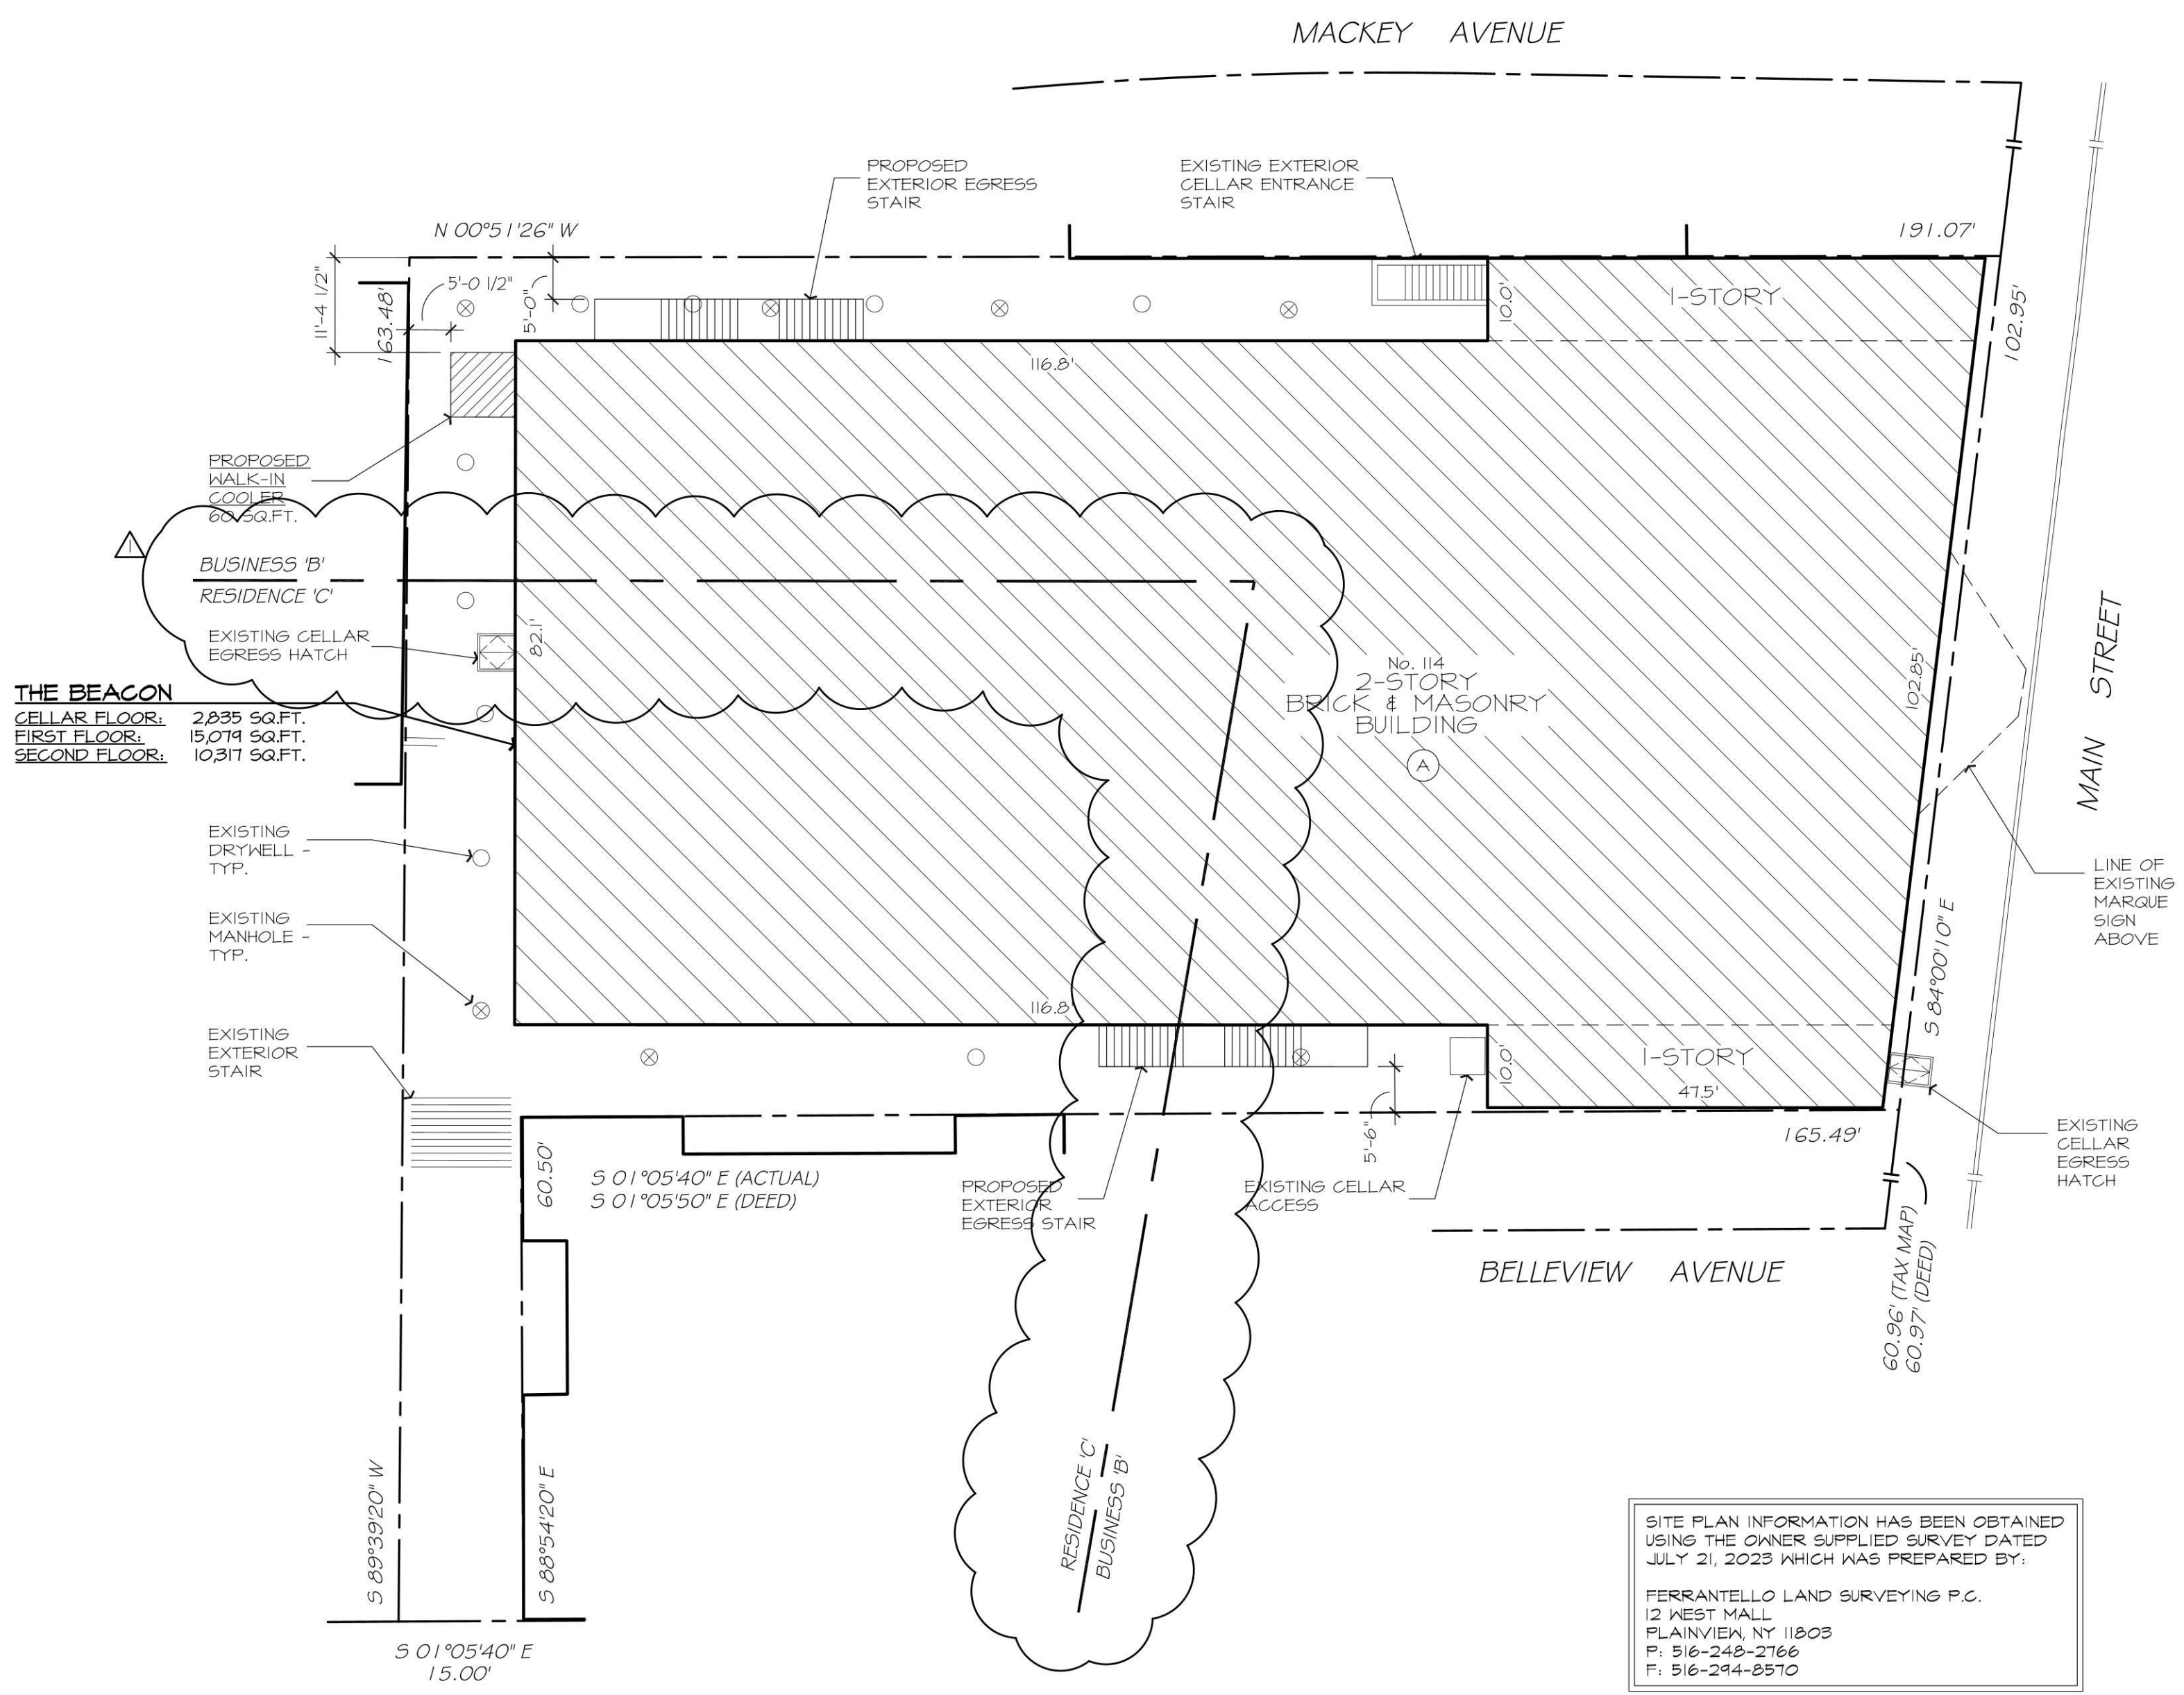 MACKEY AVENUE
PROPOSED
EXTERIOR EGRESS
STAIR
EXISTING EXTERIOR
CELLAR ENTRANCE
STAIR
N 00°51'26" W
191.07'
11'-4 1/2"
163.48'
5'-0 1/2"
5'-0"
10.0'
1-STORY
102.95'
116.8'
PROPOSED
WALK-IN
COOLER
60 SQ.FT.
1
BUSINESS 'B'
RESIDENCE 'C'
EXISTING CELLAR
EGRESS HATCH
82.1'
THE BEACON
CELLAR FLOOR: 2,835 SQ.FT.
FIRST FLOOR: 15,079 SQ.FT.
SECOND FLOOR: 10,317 SQ.FT.
No. 114
2-STORY
BRICK & MASONRY
BUILDING
A
102.85'
MAIN STREET
EXISTING
DRYWELL -
TYP.
LINE OF
EXISTING
MARQUE
SIGN
ABOVE
EXISTING
MANHOLE -
TYP.
S 84°00'10" E
116.8'
EXISTING
EXTERIOR
STAIR
10.0'
1-STORY
47.5'
5'-6"
165.49'
EXISTING
CELLAR
EGRESS
HATCH
60.50'
S 01°05'40" E (ACTUAL)
S 01°05'50" E (DEED)
PROPOSED
EXTERIOR
EGRESS STAIR
EXISTING CELLAR
ACCESS
BELLEVIEW AVENUE
60.96' (TAX MAP)
60.97' (DEED)
S 89°39'20" W
S 88°54'20" E
RESIDENCE 'C'
BUSINESS 'B'
S 01°05'40" E
15.00'
SITE PLAN INFORMATION HAS BEEN OBTAINED
USING THE OWNER SUPPLIED SURVEY DATED
JULY 21, 2023 WHICH WAS PREPARED BY:
FERRANTELLO LAND SURVEYING P.C.
12 WEST MALL
PLAINVIEW, NY 11803
P: 516-248-2766
F: 516-294-8570